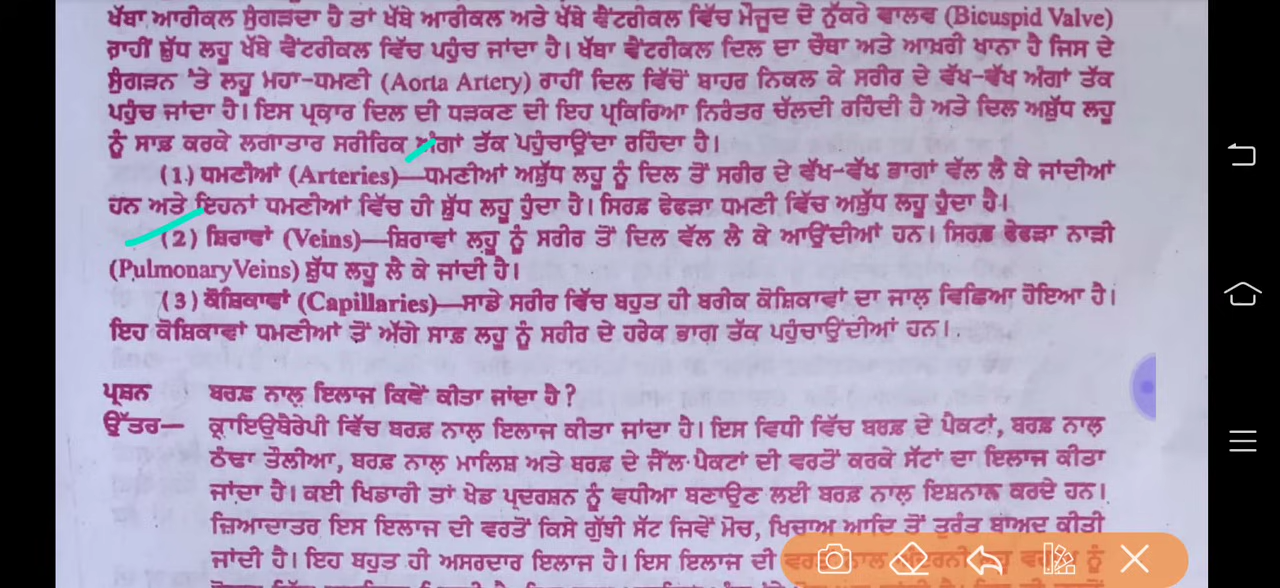 ਖੱਬਾ ਆਰੀਕਲ ਸੁੰਗੜਦਾ ਹੈ ਤਾਂ ਖੱਬੇ ਆਰੀਕਲ ਅਤੇ ਖੱਬੇ ਵੈਂਟਰੀਕਲ ਵਿੱਚ ਮੌਜੂਦ ਦੋ ਨੁੱਕਰੇ ਵਾਲਵ (Bicuspid Valve)
ਰਾਹੀਂ ਸ਼ੁੱਧ ਲਹੂ ਖੱਬੇ ਵੈਂਟਰੀਕਲ ਵਿੱਚ ਪਹੁੰਚ ਜਾਂਦਾ ਹੈ। ਖੱਬਾ ਵੈਂਟਰੀਕਲ ਦਿਲ ਦਾ ਚੌਥਾ ਅਤੇ ਆਖ਼ਰੀ ਖਾਨਾ ਹੈ ਜਿਸ ਦੇ
ਸੁੰਗੜਨ 'ਤੇ ਲਹੂ ਮਹਾ-ਧਮਣੀ (Aorta Artery) ਰਾਹੀਂ ਦਿਲ ਵਿੱਚੋਂ ਬਾਹਰ ਨਿਕਲ ਕੇ ਸਰੀਰ ਦੇ ਵੱਖ-ਵੱਖ ਅੰਗਾਂ ਤੱਕ
ਪਹੁੰਚ ਜਾਂਦਾ ਹੈ। ਇਸ ਪ੍ਰਕਾਰ ਦਿਲ ਦੀ ਧੜਕਣ ਦੀ ਇਹ ਪ੍ਰਕਿਰਿਆ ਨਿਰੰਤਰ ਚੱਲਦੀ ਰਹਿੰਦੀ ਹੈ ਅਤੇ ਦਿਲ ਅਸ਼ੁੱਧ ਲਹੂ
ਨੂੰ ਸਾਫ਼ ਕਰਕੇ ਲਗਾਤਾਰ ਸਰੀਰਿਕ ਅੰਗਾਂ ਤੱਕ ਪਹੁੰਚਾਉਂਦਾ ਰਹਿੰਦਾ ਹੈ।
(1) ਧਮਣੀਆਂ (Arteries)—ਧਮਣੀਆਂ ਅਸ਼ੁੱਧ ਲਹੂ ਨੂੰ ਦਿਲ ਤੋਂ ਸਰੀਰ ਦੇ ਵੱਖ-ਵੱਖ ਭਾਗਾਂ ਵੱਲ ਲੈ ਕੇ ਜਾਂਦੀਆਂ
ਹਨ ਅਤੇ ਇਹਨਾਂ ਧਮਣੀਆਂ ਵਿੱਚ ਹੀ ਸ਼ੁੱਧ ਲਹੂ ਹੁੰਦਾ ਹੈ। ਸਿਰਫ਼ ਫੇਫੜਾ ਧਮਣੀ ਵਿੱਚ ਅਸ਼ੁੱਧ ਲਹੂ ਹੁੰਦਾ ਹੈ।
(2) ਸ਼ਿਰਾਵਾਂ (Veins)—ਸ਼ਿਰਾਵਾਂ ਲਹੂ ਨੂੰ ਸਰੀਰ ਤੋਂ ਦਿਲ ਵੱਲ ਲੈ ਕੇ ਆਉਂਦੀਆਂ ਹਨ। ਸਿਰਫ਼ ਫੇਫੜਾ ਨਾੜੀ
(Pulmonary Veins) ਸ਼ੁੱਧ ਲਹੂ ਲੈ ਕੇ ਜਾਂਦੀ ਹੈ।
(3) ਕੋਸ਼ਿਕਾਵਾਂ (Capillaries)—ਸਾਡੇ ਸਰੀਰ ਵਿੱਚ ਬਹੁਤ ਹੀ ਬਰੀਕ ਕੋਸ਼ਿਕਾਵਾਂ ਦਾ ਜਾਲ਼ ਵਿਛਿਆ ਹੋਇਆ ਹੈ।
ਇਹ ਕੋਸ਼ਿਕਾਵਾਂ ਧਮਣੀਆਂ ਤੋਂ ਅੱਗੇ ਸਾਫ਼ ਲਹੂ ਨੂੰ ਸਰੀਰ ਦੇ ਹਰੇਕ ਭਾਗ ਤੱਕ ਪਹੁੰਚਾਉਂਦੀਆਂ ਹਨ।
ਪ੍ਰਸ਼ਨ ਬਰਫ਼ ਨਾਲ਼ ਇਲਾਜ ਕਿਵੇਂ ਕੀਤਾ ਜਾਂਦਾ ਹੈ?
ਉੱਤਰ— ਕ੍ਰਾਇਉਥੈਰੇਪੀ ਵਿੱਚ ਬਰਫ਼ ਨਾਲ਼ ਇਲਾਜ ਕੀਤਾ ਜਾਂਦਾ ਹੈ। ਇਸ ਵਿਧੀ ਵਿੱਚ ਬਰਫ਼ ਦੇ ਪੈਕਟਾਂ, ਬਰਫ਼ ਨਾਲ਼
ਠੰਢਾ ਤੌਲੀਆ, ਬਰਫ਼ ਨਾਲ਼ ਮਾਲਿਸ਼ ਅਤੇ ਬਰਫ਼ ਦੇ ਜੈੱਲ ਪੈਕਟਾਂ ਦੀ ਵਰਤੋਂ ਕਰਕੇ ਸੱਟਾਂ ਦਾ ਇਲਾਜ ਕੀਤਾ
ਜਾਂਦਾ ਹੈ। ਕਈ ਖਿਡਾਰੀ ਤਾਂ ਖੇਡ ਪ੍ਰਦਰਸ਼ਨ ਨੂੰ ਵਧੀਆ ਬਣਾਉਣ ਲਈ ਬਰਫ਼ ਨਾਲ਼ ਇਸ਼ਨਾਨ ਕਰਦੇ ਹਨ।
ਜ਼ਿਆਦਾਤਰ ਇਸ ਇਲਾਜ ਦੀ ਵਰਤੋਂ ਕਿਸੇ ਗੁੱਝੀ ਸੱਟ ਜਿਵੇਂ ਮੋਚ, ਖਿਚਾਅ ਆਦਿ ਤੋਂ ਤੁਰੰਤ ਬਾਅਦ ਕੀਤੀ
ਜਾਂਦੀ ਹੈ। ਇਹ ਬਹੁਤ ਹੀ ਅਸਰਦਾਰ ਇਲਾਜ ਹੈ। ਇਸ ਇਲਾਜ ਦੀ ਨੂੰ